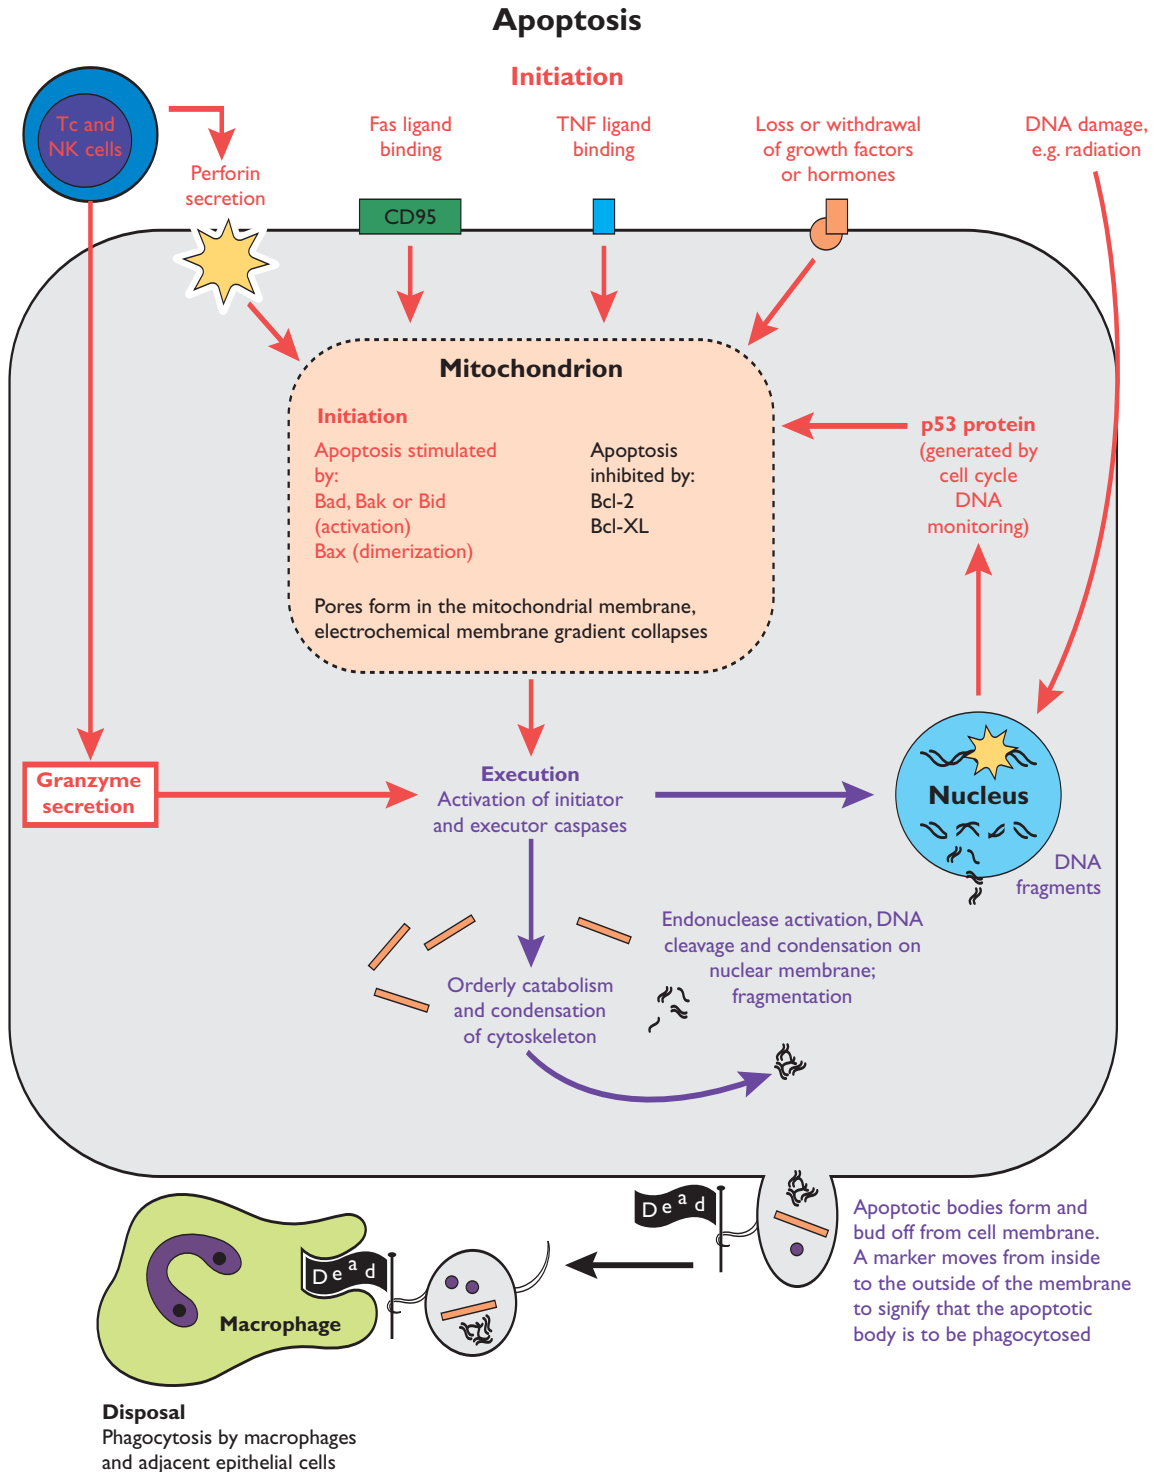 Apoptosis
Initiation
Tc and
NK cells
Perforin
secretion
Fas ligand
binding
CD95
TNF ligand
binding
Loss or withdrawal
of growth factors
or hormones
DNA damage,
e.g. radiation
Mitochondrion
Initiation
Apoptosis stimulated
by:
Bad, Bak or Bid
(activation)
Bax (dimerization)
Apoptosis
inhibited by:
Bcl-2
Bcl-XL
Pores form in the mitochondrial membrane,
electrochemical membrane gradient collapses
p53 protein
(generated by
cell cycle
DNA
monitoring)
Granzyme
secretion
Execution
Activation of initiator
and executor caspases
Nucleus
DNA
fragments
Endonuclease activation, DNA
cleavage and condensation on
nuclear membrane;
fragmentation
Orderly catabolism
and condensation
of cytoskeleton
Dead
Apoptotic bodies form and
bud off from cell membrane.
A marker moves from inside
to the outside of the membrane
to signify that the apoptotic
body is to be phagocytosed
Dead
Macrophage
Disposal
Phagocytosis by macrophages
and adjacent epithelial cells